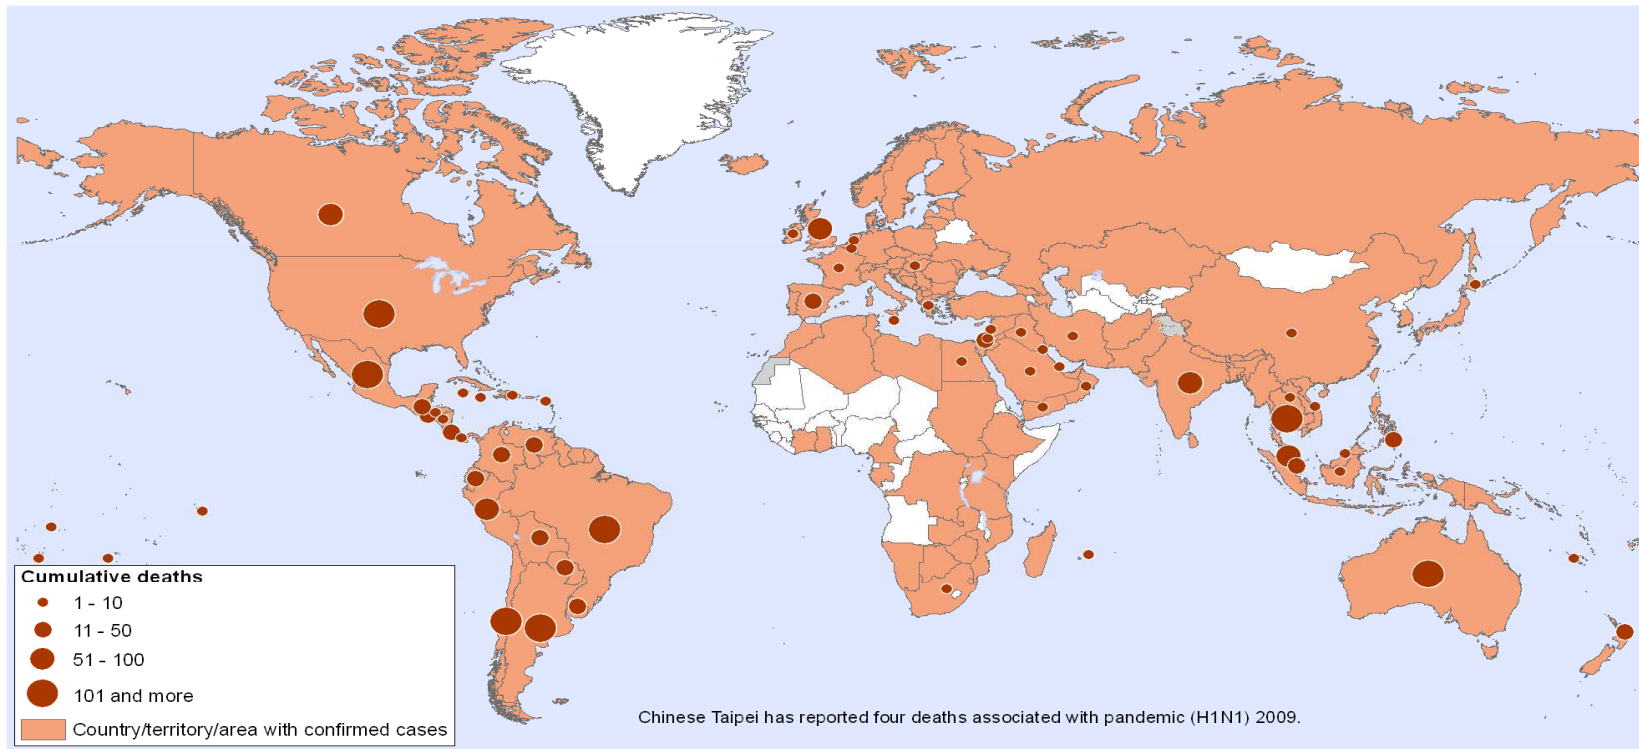 Cumulative deaths
1 - 10
11 - 50
51 - 100
101 and more
Country/territory/area with confirmed cases
Chinese Taipei has reported four deaths associated with pandemic (H1N1) 2009.